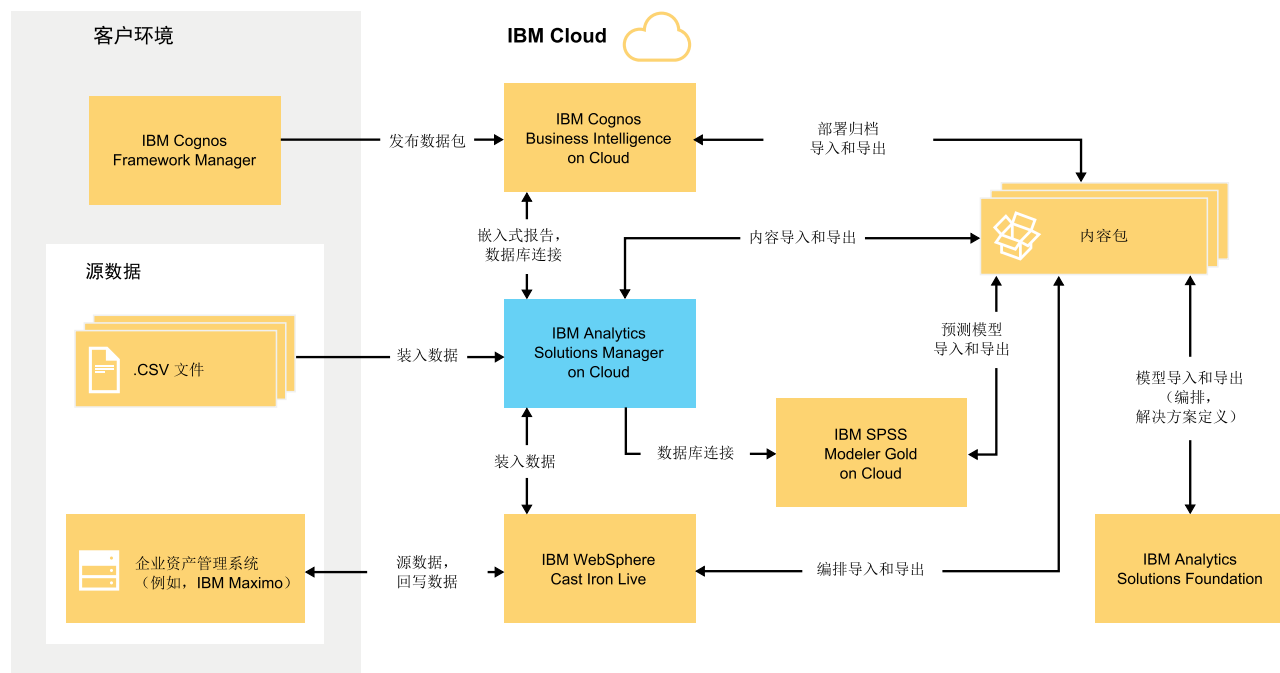 客户环境
IBM Cloud
IBM Cognos
Framework Manager
发布数据包
IBM Cognos
Business Intelligence
on Cloud
部署归档
导入和导出
嵌入式报告，
数据库连接
内容导入和导出
内容包
源数据
.CSV 文件
装入数据
IBM Analytics
Solutions Manager
on Cloud
预测模型
导入和导出
模型导入和导出
（编排，
解决方案定义）
装入数据
数据库连接
IBM SPSS
Modeler Gold
on Cloud
企业资产管理系统
（例如，IBM Maximo）
源数据，
回写数据
IBM WebSphere
Cast Iron Live
编排导入和导出
IBM Analytics
Solutions Foundation